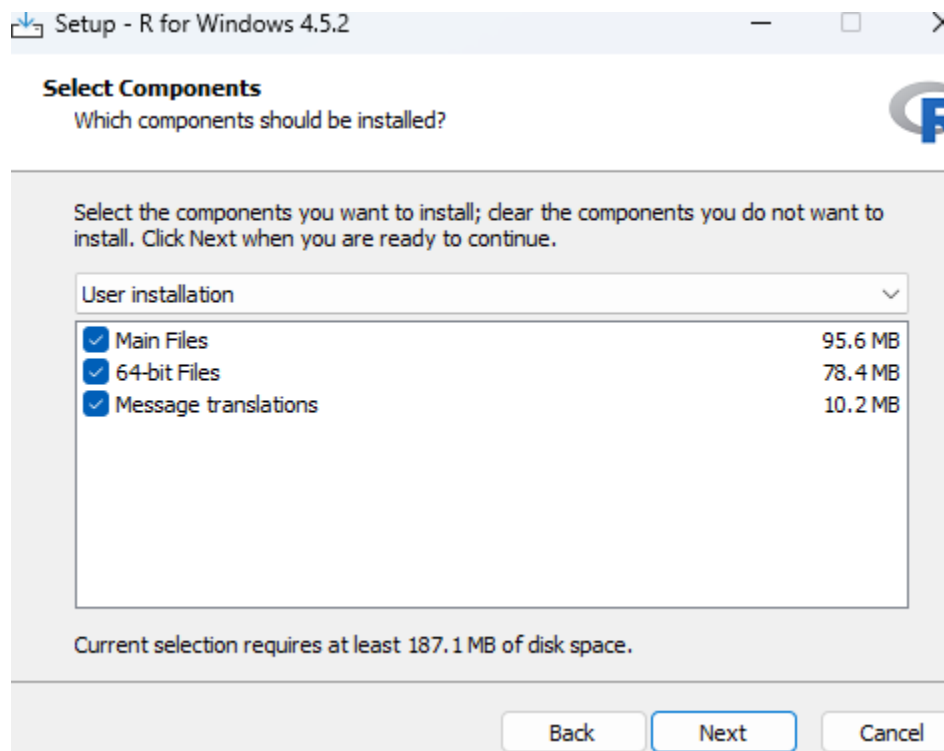 Setup - R for Windows 4.5.2
Select Components
Which components should be installed?
R
Select the components you want to install; clear the components you do not want to
install. Click Next when you are ready to continue.
User installation
Main Files 95.6 MB
64-bit Files 78.4 MB
Message translations 10.2 MB
Current selection requires at least 187.1 MB of disk space.
Back Next Cancel